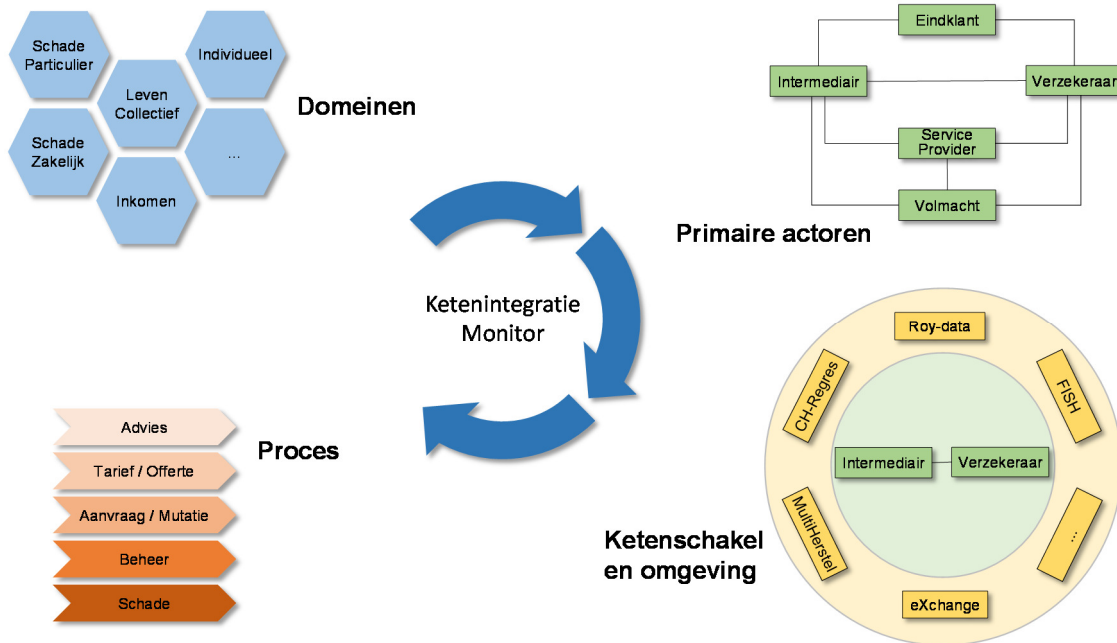 Schade
Particulier
Individueel
Leven
Collectief
Schade
Zakelijk
...
Inkomen
Domeinen
Eindklant
Intermediair
Verzekeraar
Service
Provider
Volmacht
Primaire actoren
Ketenintegratie
Monitor
Roy-data
CH-Regres
FISH
Intermediair
Verzekeraar
MultiHerstel
...
eXchange
Ketenschakel
en omgeving
Proces
Advies
Tarief / Offerte
Aanvraag / Mutatie
Beheer
Schade